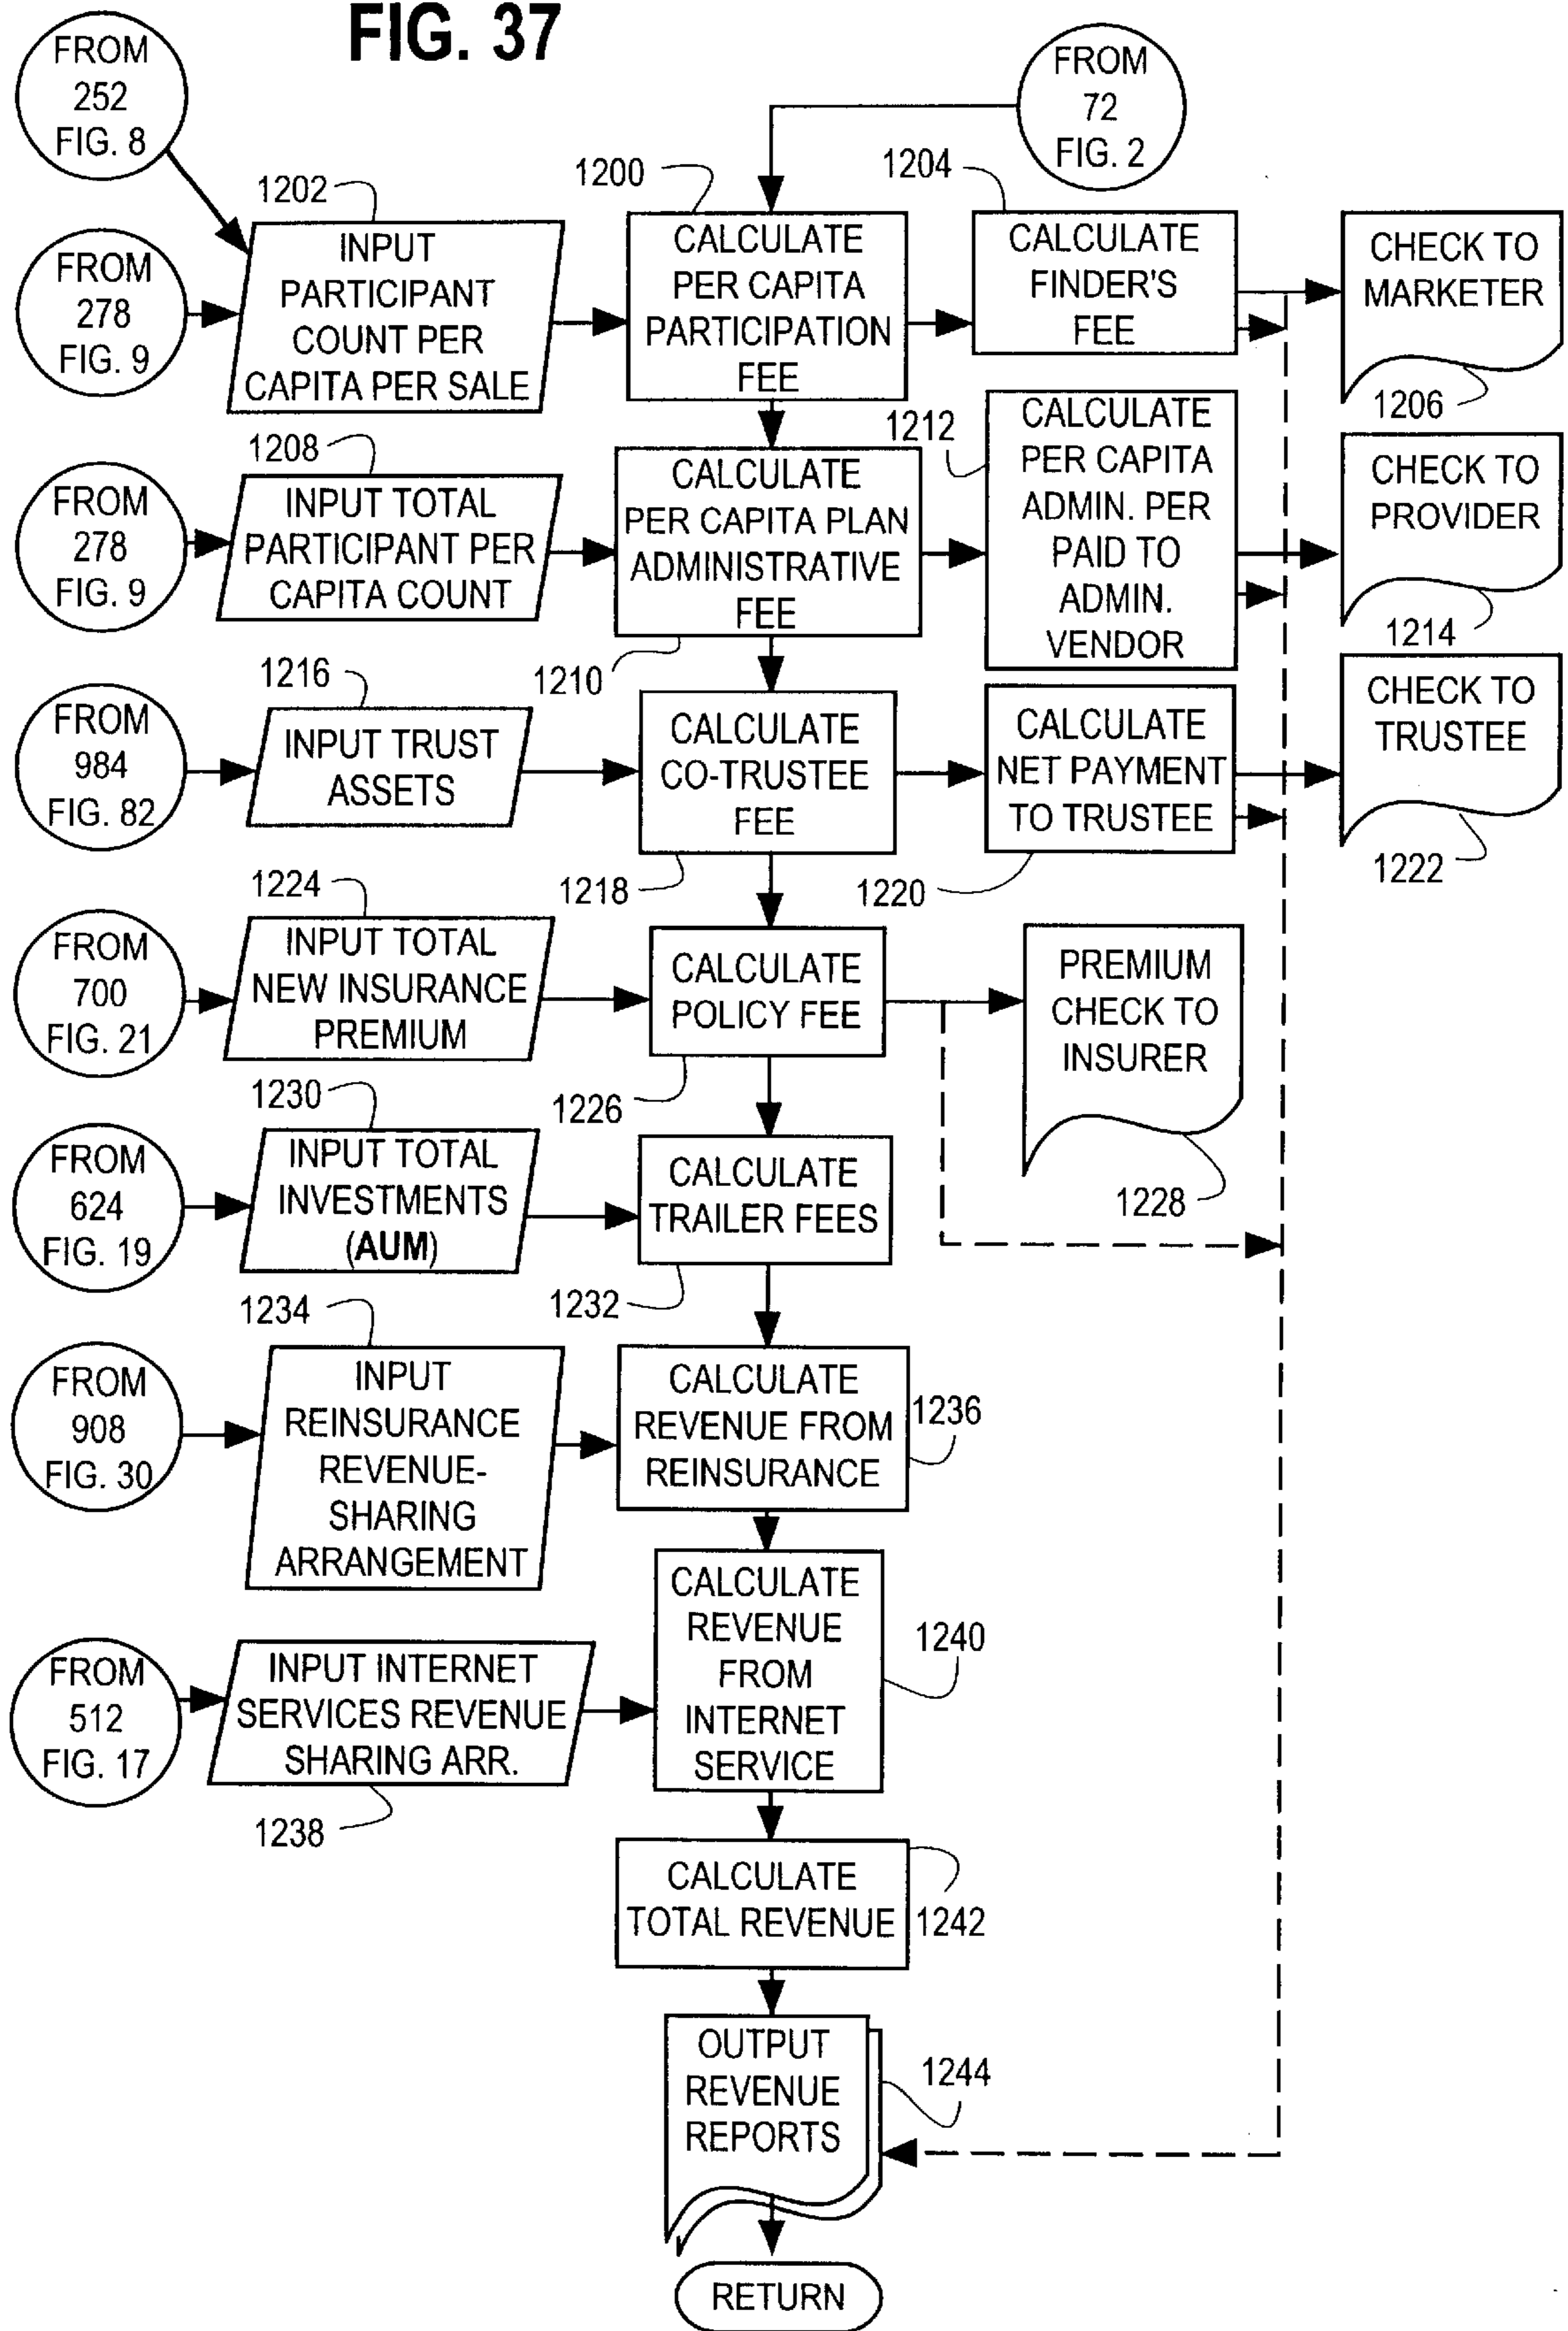 FIG. 37
FROM
252
FIG. 8
FROM
72
FIG. 2
1202
1200
1204
FROM
278
FIG. 9
INPUT
PARTICIPANT
COUNT PER
CAPITA PER SALE
CALCULATE
PER CAPITA
PARTICIPATION
FEE
CALCULATE
FINDER'S
FEE
CHECK TO
MARKETER
1206
1208
1212
FROM
278
FIG. 9
INPUT TOTAL
PARTICIPANT PER
CAPITA COUNT
CALCULATE
PER CAPITA PLAN
ADMINISTRATIVE
FEE
CALCULATE
PER CAPITA
ADMIN. PER
PAID TO
ADMIN.
VENDOR
CHECK TO
PROVIDER
1214
1216
1210
FROM
984
FIG. 82
INPUT TRUST
ASSETS
CALCULATE
CO-TRUSTEE
FEE
CALCULATE
NET PAYMENT
TO TRUSTEE
CHECK TO
TRUSTEE
1222
1224
1218
1220
FROM
700
FIG. 21
INPUT TOTAL
NEW INSURANCE
PREMIUM
CALCULATE
POLICY FEE
PREMIUM
CHECK TO
INSURER
1228
1230
1226
FROM
624
FIG. 19
INPUT TOTAL
INVESTMENTS
(AUM)
CALCULATE
TRAILER FEES
1234
1232
FROM
908
FIG. 30
INPUT
REINSURANCE
REVENUE-
SHARING
ARRANGEMENT
CALCULATE
REVENUE FROM
REINSURANCE
1236
FROM
512
FIG. 17
INPUT INTERNET
SERVICES REVENUE
SHARING ARR.
1238
CALCULATE
REVENUE
FROM
INTERNET
SERVICE
1240
CALCULATE
TOTAL REVENUE
1242
OUTPUT
REVENUE
REPORTS
1244
RETURN